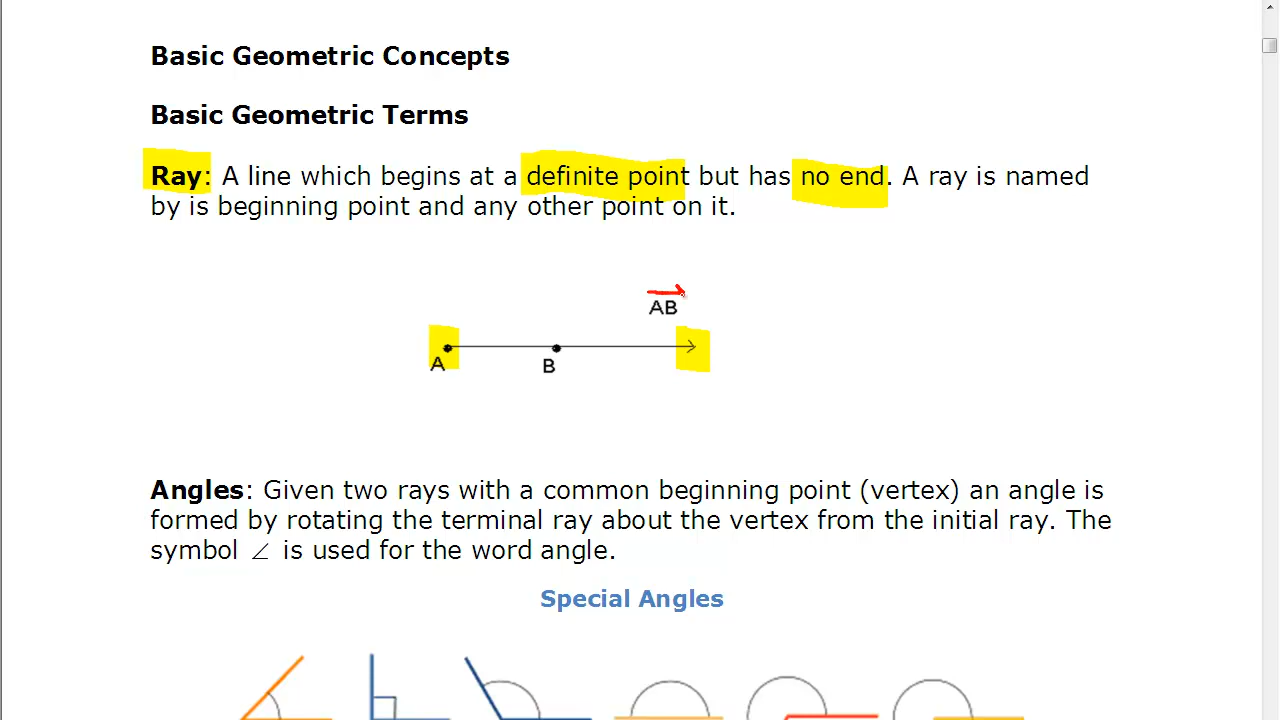 Basic Geometric Concepts
Basic Geometric Terms
Ray: A line which begins at a definite point but has no end. A ray is named
by is beginning point and any other point on it.
AB
A
B
Angles: Given two rays with a common beginning point (vertex) an angle is
formed by rotating the terminal ray about the vertex from the initial ray. The
symbol ∠ is used for the word angle.
Special Angles